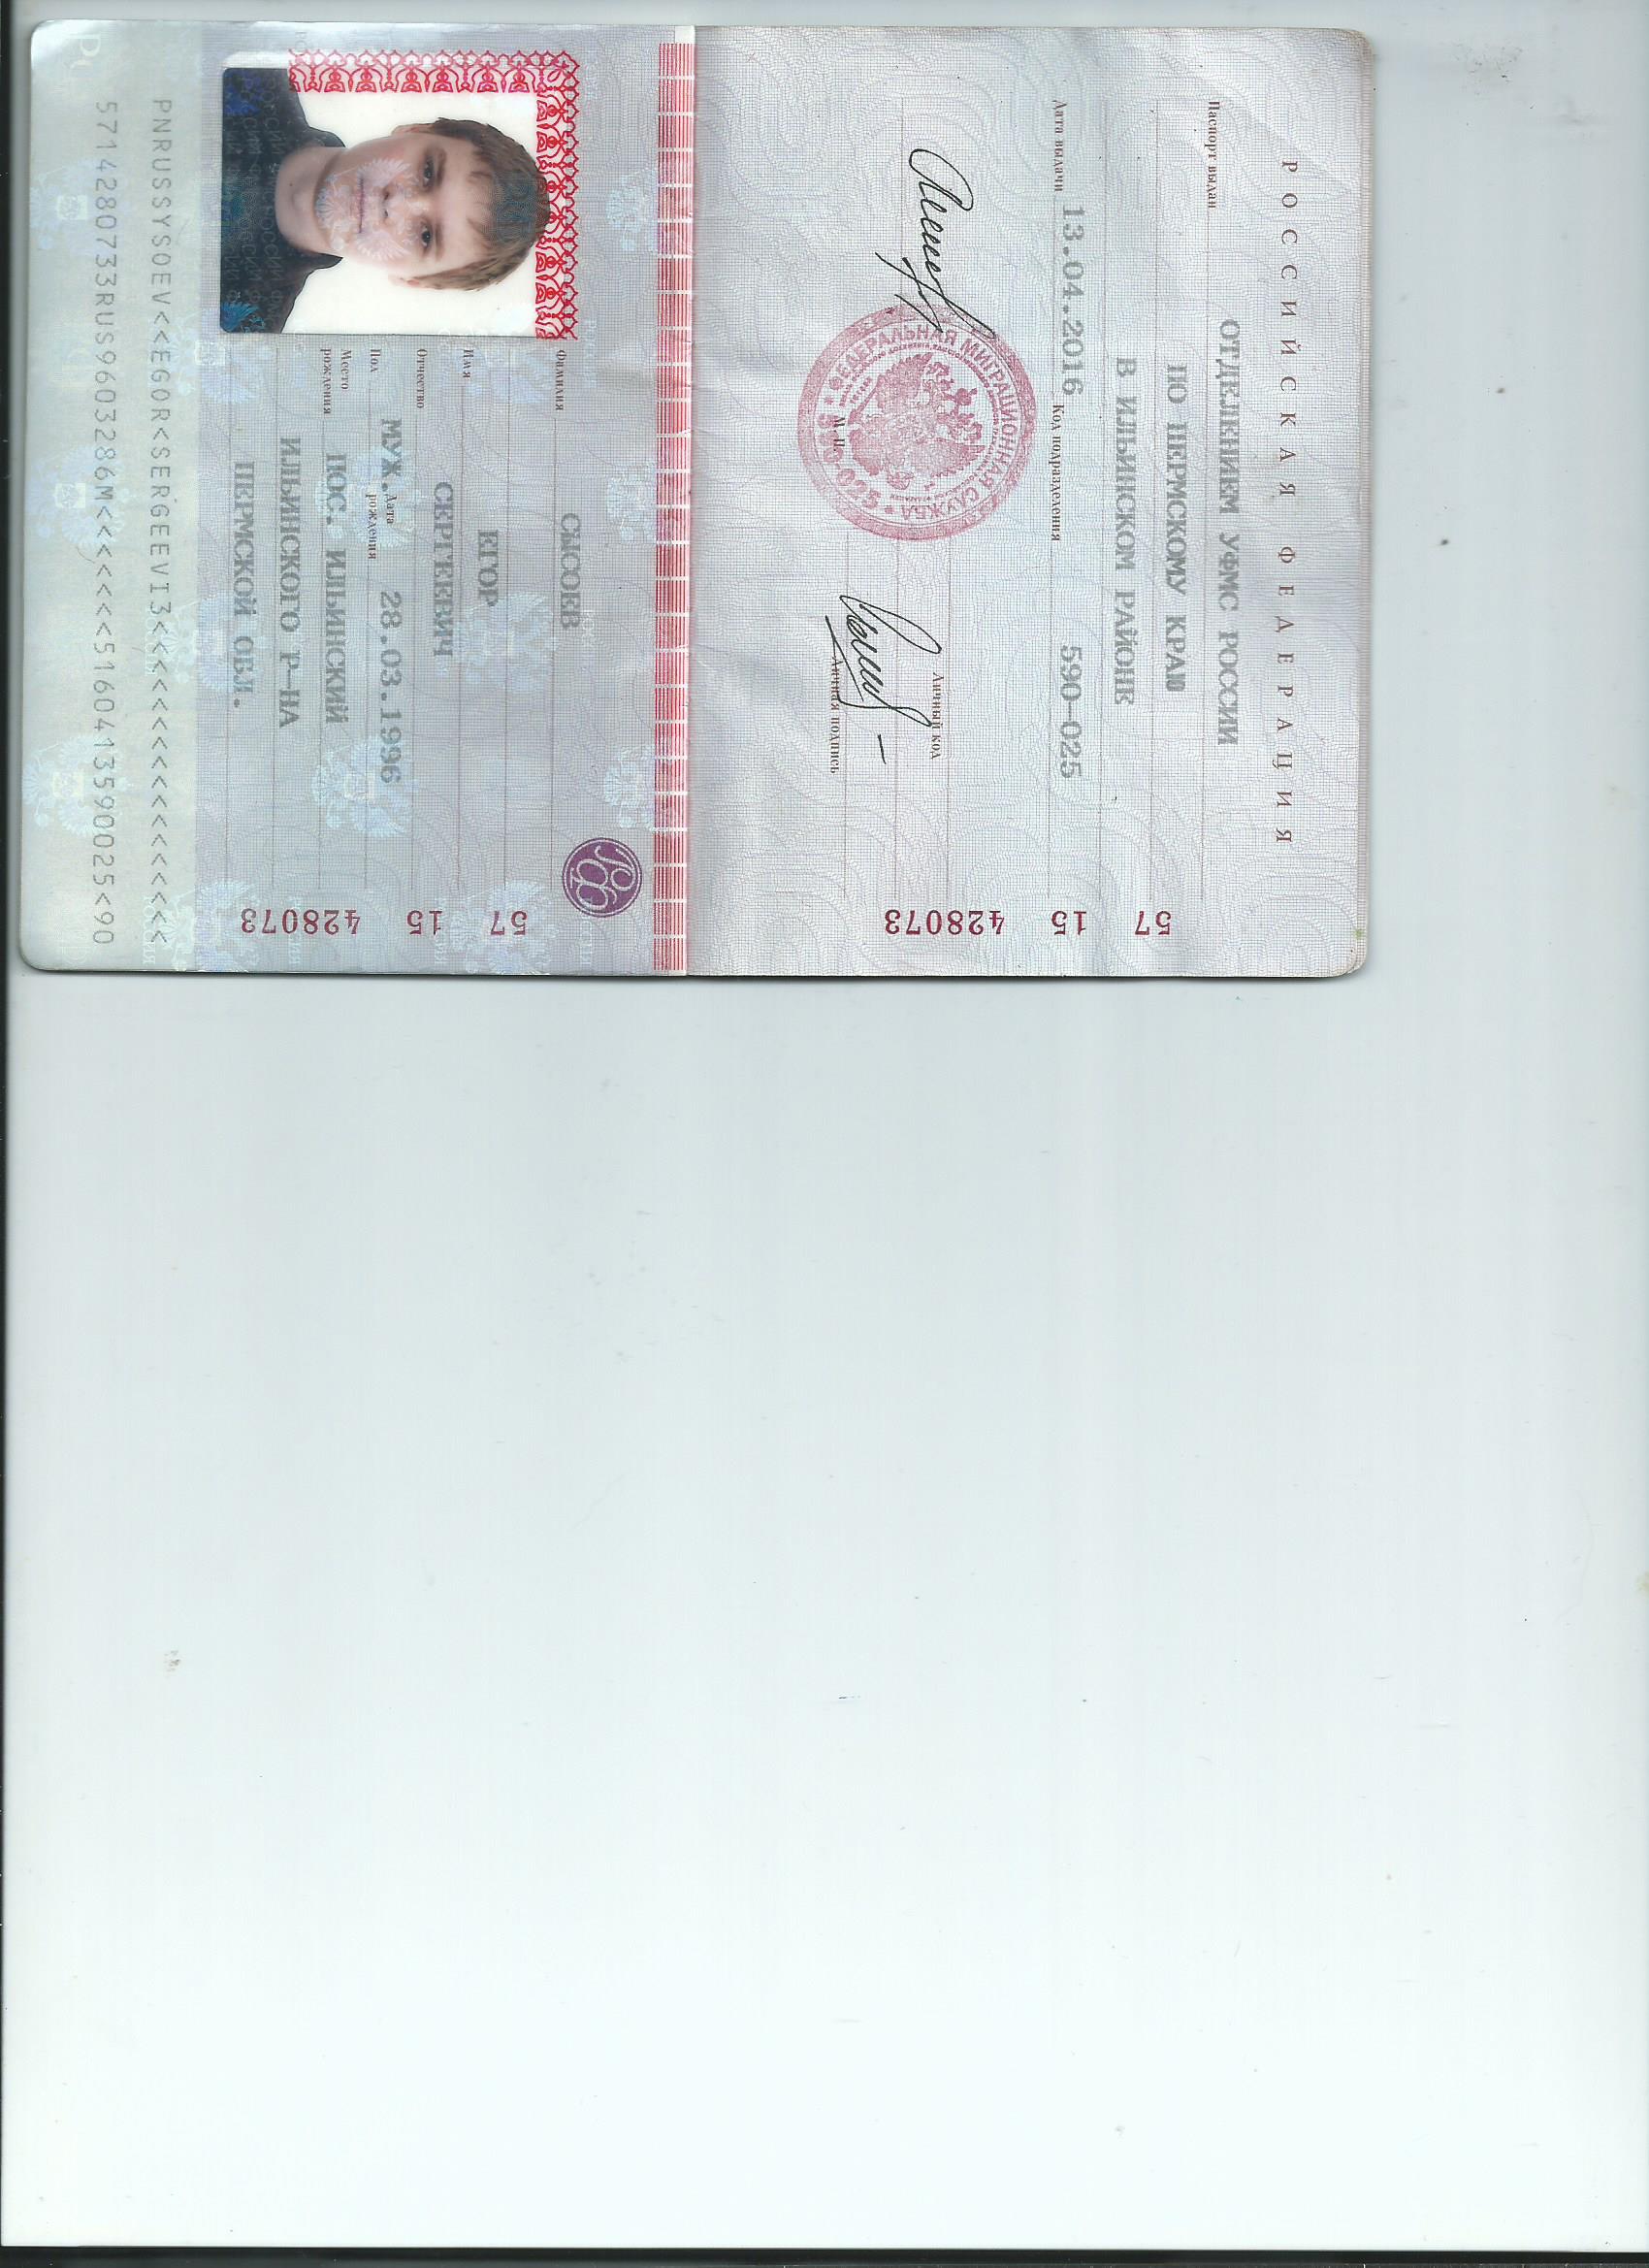 РОССИЙСКАЯ ФЕДЕРАЦИЯ
Паспорт выдан
ОТДЕЛЕНИЕМ УФМС РОССИИ
ПО ПЕРМСКОМУ КРАЮ
В ИЛЬИНСКОМ РАЙОНЕ
Дата выдачи 13.04.2016 Код подразделения 590-025
57 15 428073
ФЕДЕРАЛЬНАЯ МИГРАЦИОННАЯ СЛУЖБА * 590-025
М.П.
Личный код
Личная подпись
РФ
57 15 428073
Фамилия СЫСОЕВ
Имя ЕГОР
Отчество СЕРГЕЕВИЧ
Пол МУЖ. Дата рождения 28.03.1996
Место рождения ПОС. ИЛЬИНСКИЙ
ИЛЬИНСКОГО Р-НА
ПЕРМСКОЙ ОБЛ.
PNRUSSYSOEV<<EGOR<SERGEEVI3<<<<<<<<<<<<<<<<<
5714280733RUS9603286M<<<<<<<5160413590025<90